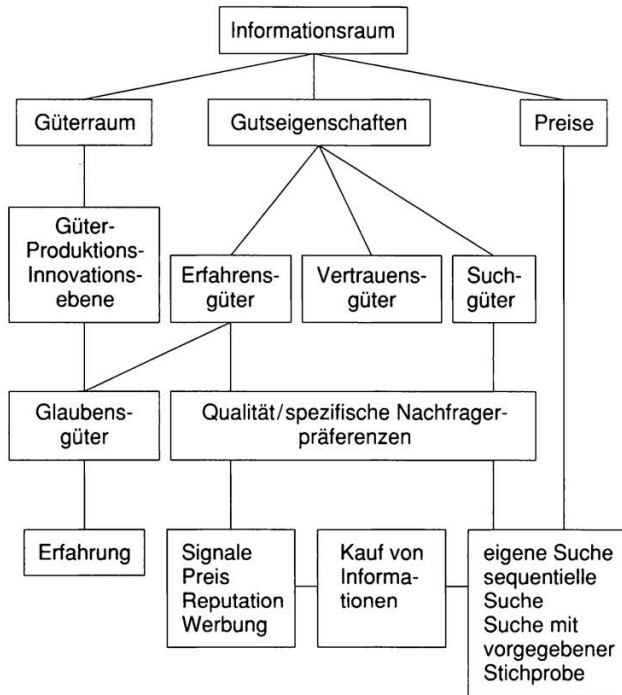 Informationsraum
Güterraum
Gutseigenschaften
Preise
Güter-
Produktions-
Innovations-
ebene
Erfahrens-
güter
Vertrauens-
güter
Such-
güter
Glaubens-
güter
Qualität/spezifische Nachfrager-
präferenzen
Erfahrung
Signale
Preis
Reputation
Werbung
Kauf von
Informa-
tionen
eigene Suche
sequentielle
Suche
Suche mit
vorgegebener
Stichprobe